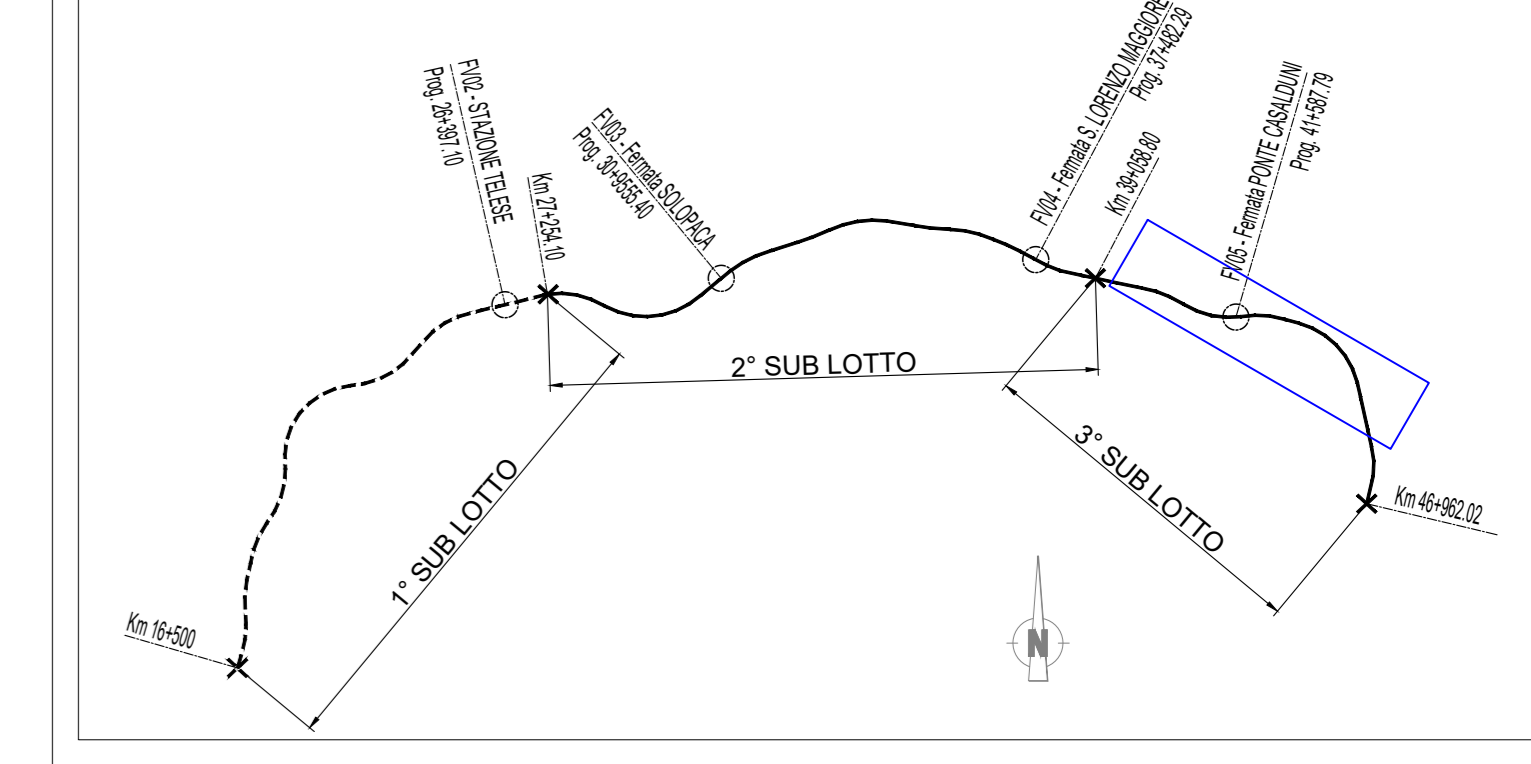 FV02 - STAZIONE TELESE
Prog. 26+397.10
Km 27+254.10
FV03 - Fermata SOLOPACA
Prog. 30+9555.40
FV04 - Fermata S. LORENZO MAGGIORE
Prog. 37+482.29
Km 39+058.80
FV05 - Fermata PONTE CASALDUNI
Prog. 41+587.79
2° SUB LOTTO
1° SUB LOTTO
3° SUB LOTTO
Km 46+962.02
Km 16+500
N